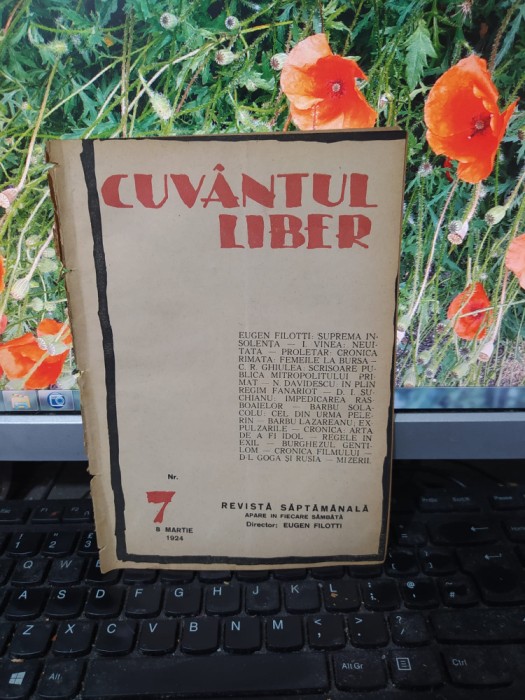 CUVÂNTUL
LIBER
EUGEN FILOTTI: SUPREMA IN-
SOLENȚA — I. VINEA: NEUI-
TATA — PROLETAR: CRONICA
RIMATA: FEMEILE LA BURSA —
C. R. GHIULEA: SCRISOARE PU-
BLICA MITROPOLITULUI PRI
MAT — N. DAVIDESCU: IN PLIN
REGIM FANARIOT — D. I. SU-
CHIANU: IMPEDICAREA RAS-
BOAIELOR — BARBU SOLA-
COLU: CEL DIN URMA PELE-
RIN — BARBU LAZAREANU: EX
PULZARILE — CRONICA: ARTA
DE A FI IDOL — REGELE IN
EXIL — BURGHEZUL GENTI-
LOM — CRONICA FILMULUI —
D-L GOGA ȘI RUSIA — MIZERII.
Nr.
7
8 MARTIE
1924
REVISTĂ SĂPTĂMÂNALĂ
APARE IN FIECARE SÂMBĂTĂ
Director: EUGEN FILOTTI
A S D F G H J K L
Z X C V B N M < >
Alt
Alt Gr
Ctrl